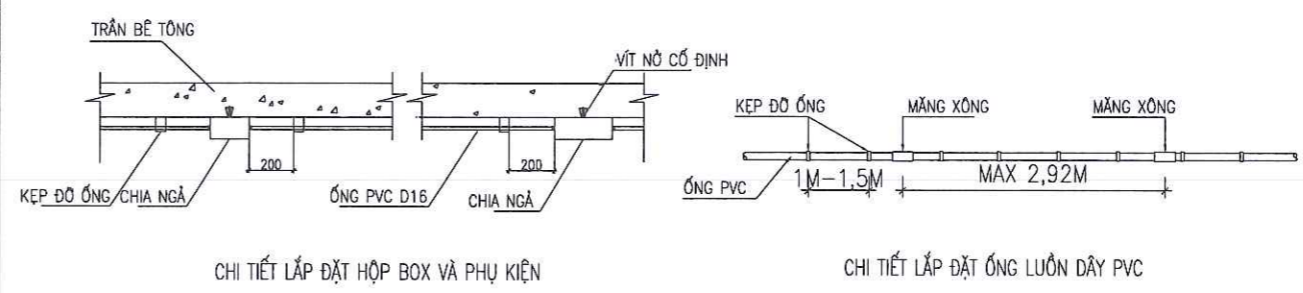 TRẦN BÊ TÔNG
VÍT NỞ CỐ ĐỊNH
200
200
KẸP ĐỠ ỐNG
CHIA NGẢ
ỐNG PVC D16
CHIA NGẢ
CHI TIẾT LẮP ĐẶT HỘP BOX VÀ PHỤ KIỆN
KẸP ĐỠ ỐNG
MĂNG XÔNG
MĂNG XÔNG
ỐNG PVC
1M-1,5M
MAX 2,92M
CHI TIẾT LẮP ĐẶT ỐNG LUỒN DÂY PVC